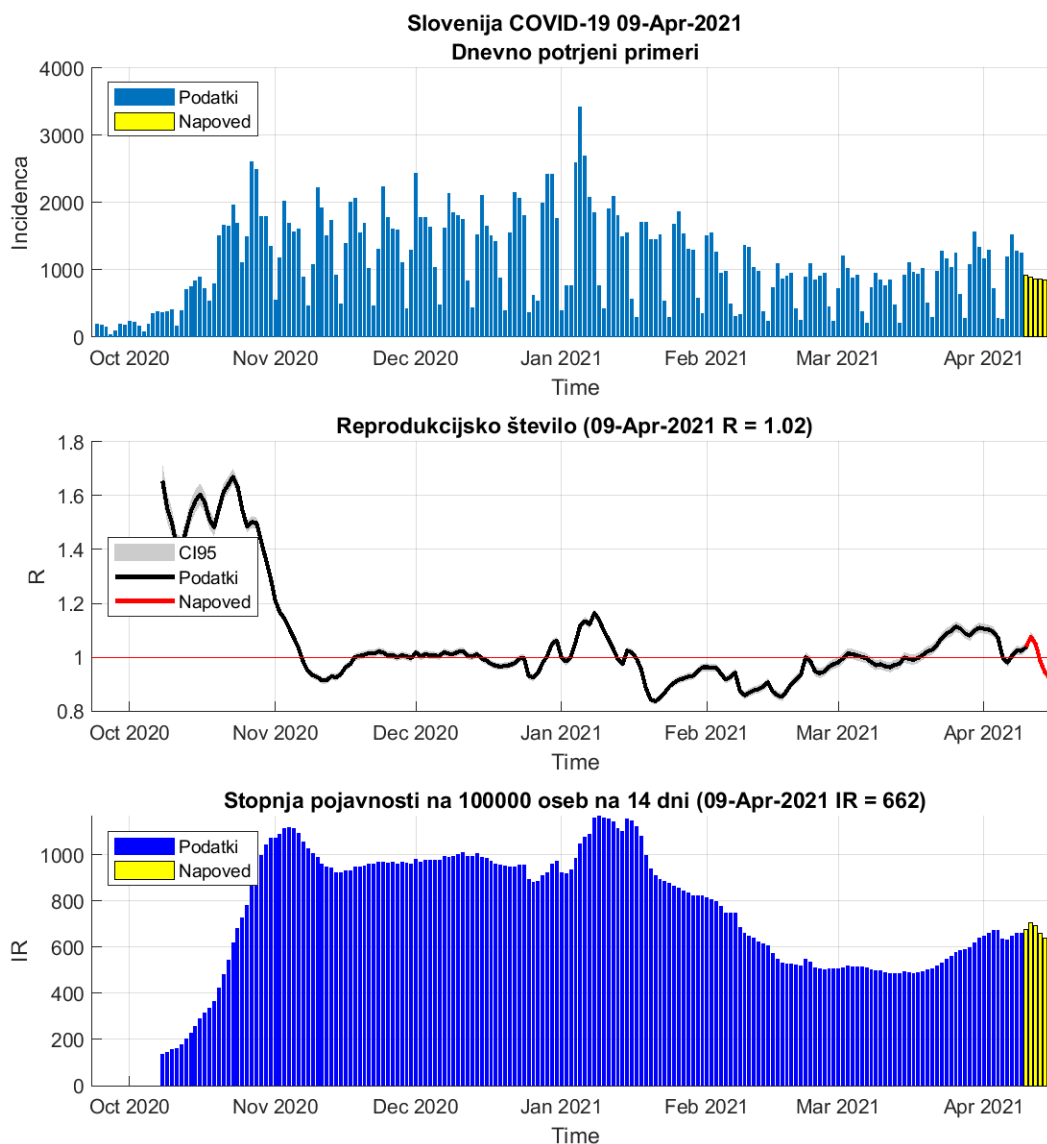 Slovenija COVID-19 09-Apr-2021
Dnevno potrjeni primeri
4000
3000
2000
1000
0
Incidenca
Podatki
Napoved
Oct 2020 Nov 2020 Dec 2020 Jan 2021 Feb 2021 Mar 2021 Apr 2021
Time
Reprodukcijsko število (09-Apr-2021 R = 1.02)
1.8
1.6
1.4
1.2
1
0.8
R
CI95
Podatki
Napoved
Oct 2020 Nov 2020 Dec 2020 Jan 2021 Feb 2021 Mar 2021 Apr 2021
Time
Stopnja pojavnosti na 100000 oseb na 14 dni (09-Apr-2021 IR = 662)
1000
800
600
400
200
0
IR
Podatki
Napoved
Oct 2020 Nov 2020 Dec 2020 Jan 2021 Feb 2021 Mar 2021 Apr 2021
Time